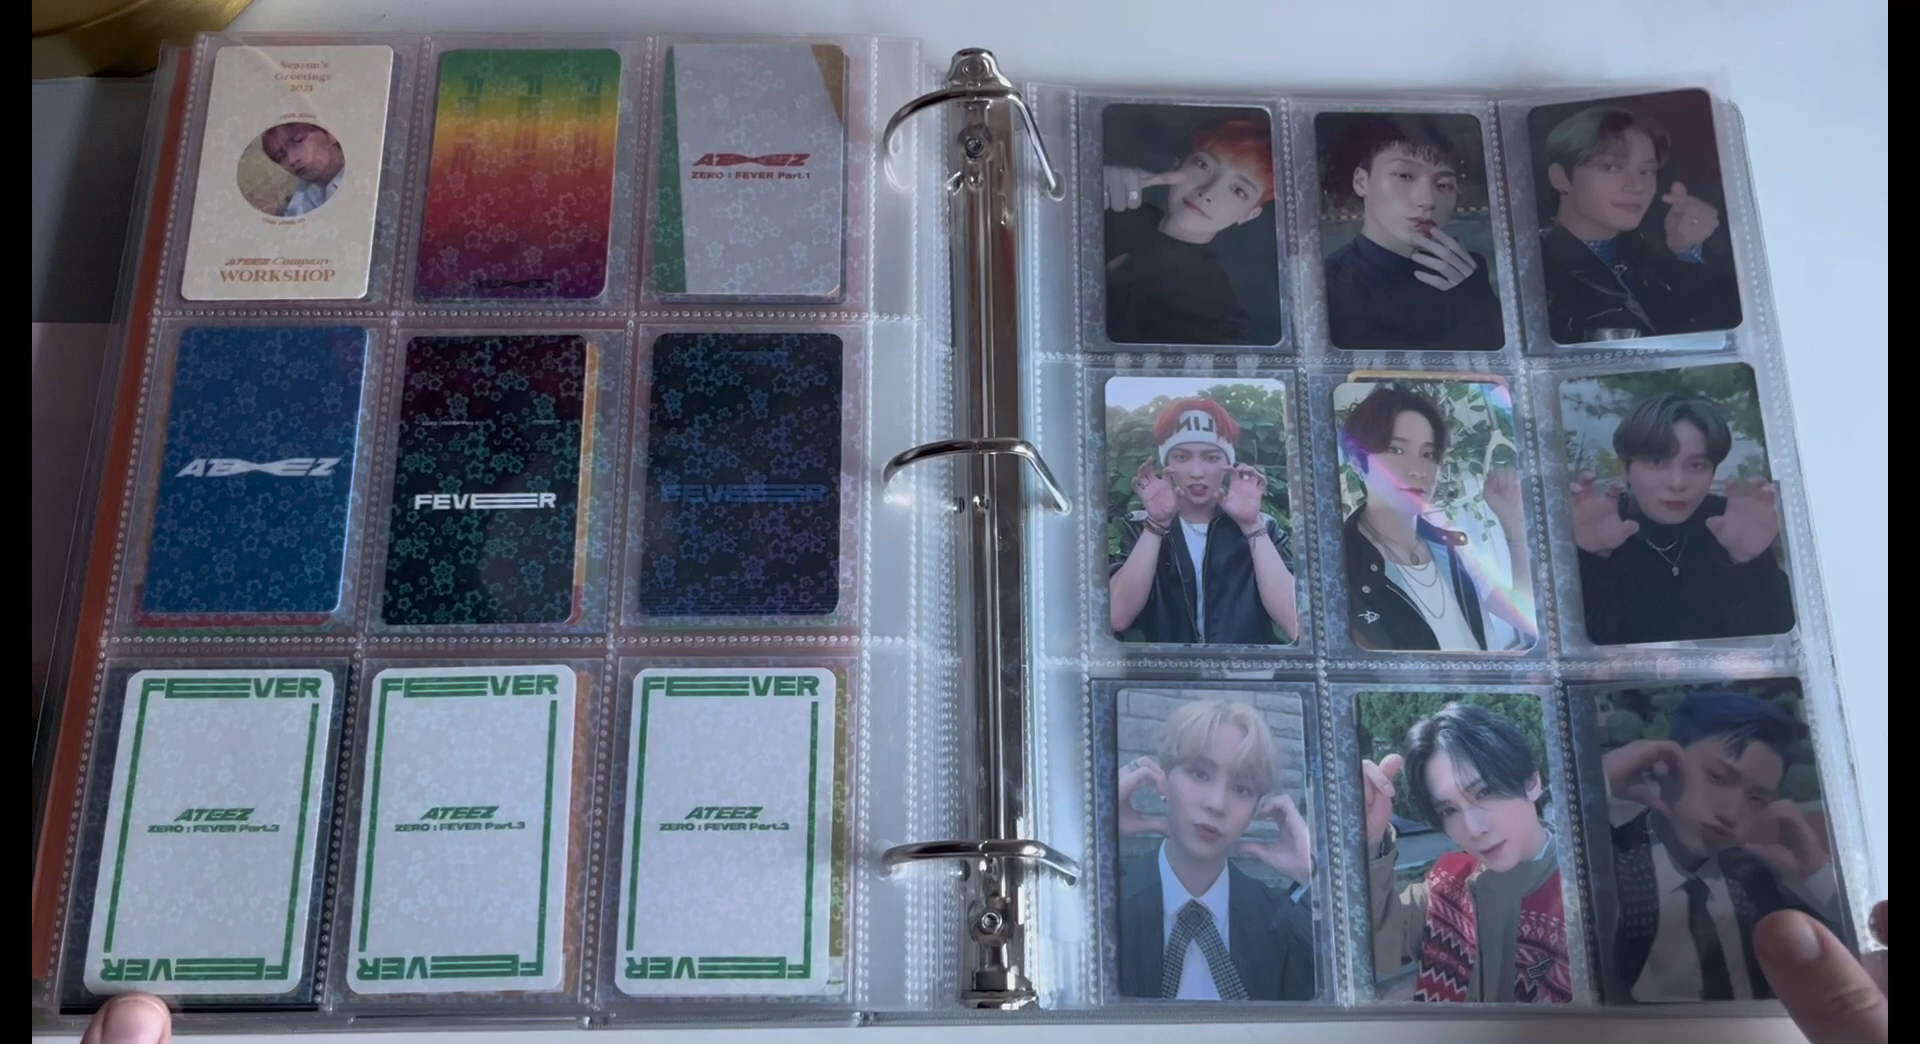 Season's
Greetings
2021
ATEEZ Company:
WORKSHOP
ATEEZ
ZERO : FEVER Part.1
ATEEZ
FEVER
FEVER
FEVER
ATEEZ
ZERO : FEVER Part.3
FEVER
FEVER
ATEEZ
ZERO : FEVER Part.3
FEVER
FEVER
ATEEZ
ZERO : FEVER Part.3
FEVER